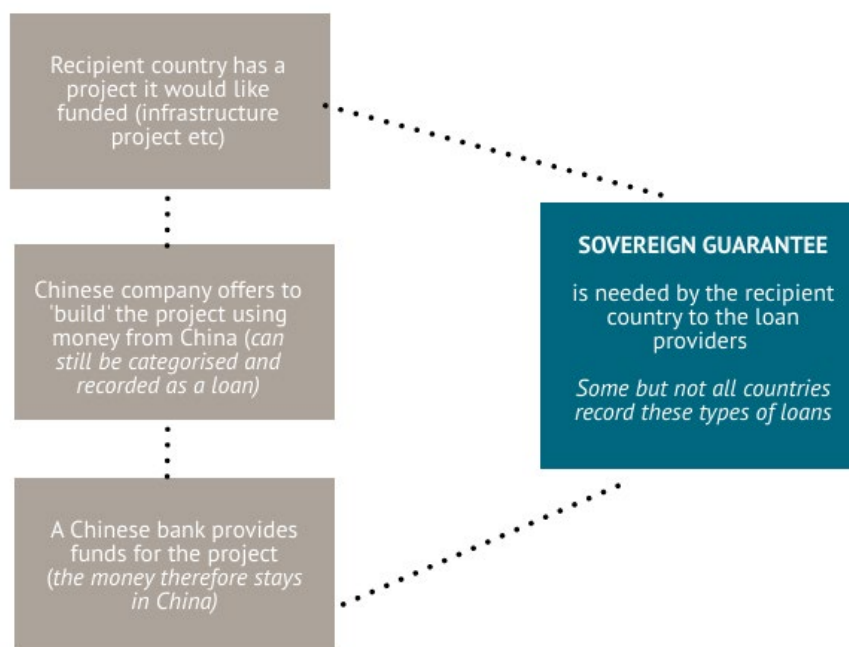 Recipient country has a
project it would like
funded (infrastructure
project etc)
Chinese company offers to
'build' the project using
money from China (can
still be categorised and
recorded as a loan)
A Chinese bank provides
funds for the project
(the money therefore stays
in China)
SOVEREIGN GUARANTEE
is needed by the recipient
country to the loan
providers
Some but not all countries
record these types of loans